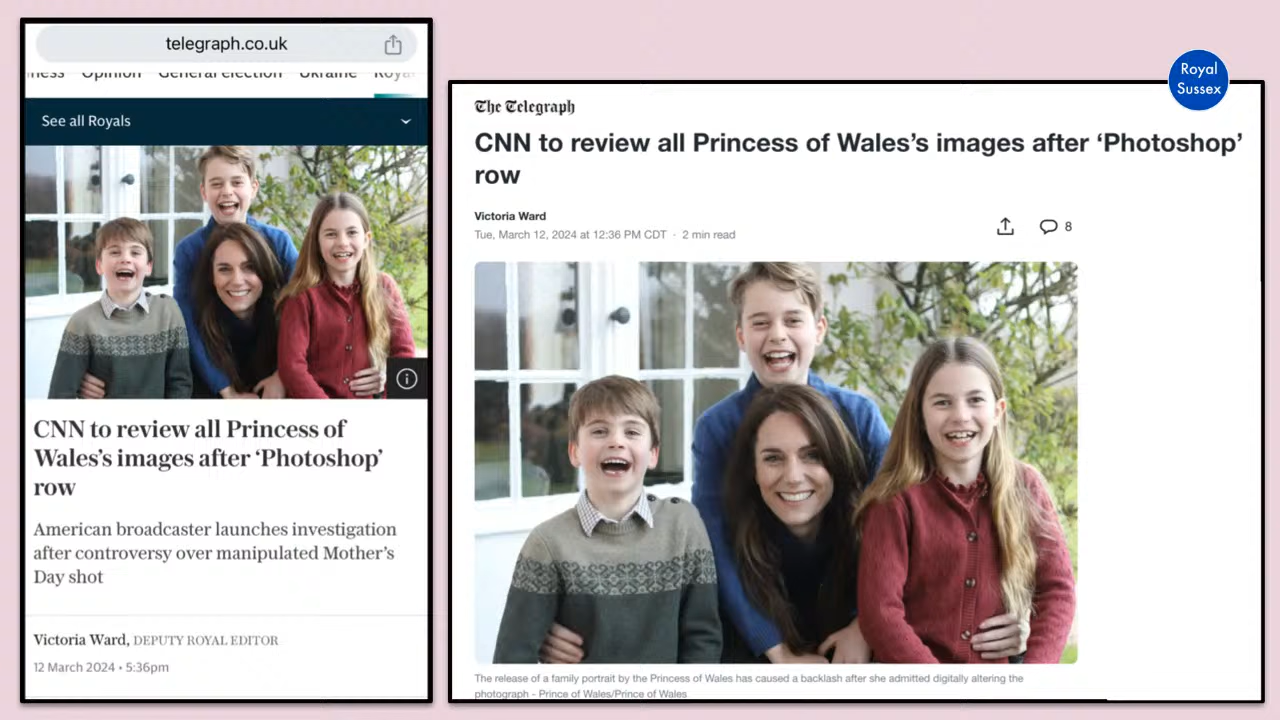 telegraph.co.uk
ness Opinion General election Ukraine Royals
See all Royals
CNN to review all Princess of
Wales's images after ‘Photoshop’
row
American broadcaster launches investigation
after controversy over manipulated Mother's
Day shot
Victoria Ward, DEPUTY ROYAL EDITOR
12 March 2024 • 5:36pm
Royal
Sussex
The Telegraph
CNN to review all Princess of Wales's images after ‘Photoshop’
row
Victoria Ward
Tue, March 12, 2024 at 12:36 PM CDT · 2 min read
8
The release of a family portrait by the Princess of Wales has caused a backlash after she admitted digitally altering the
photograph - Prince of Wales/Prince of Wales